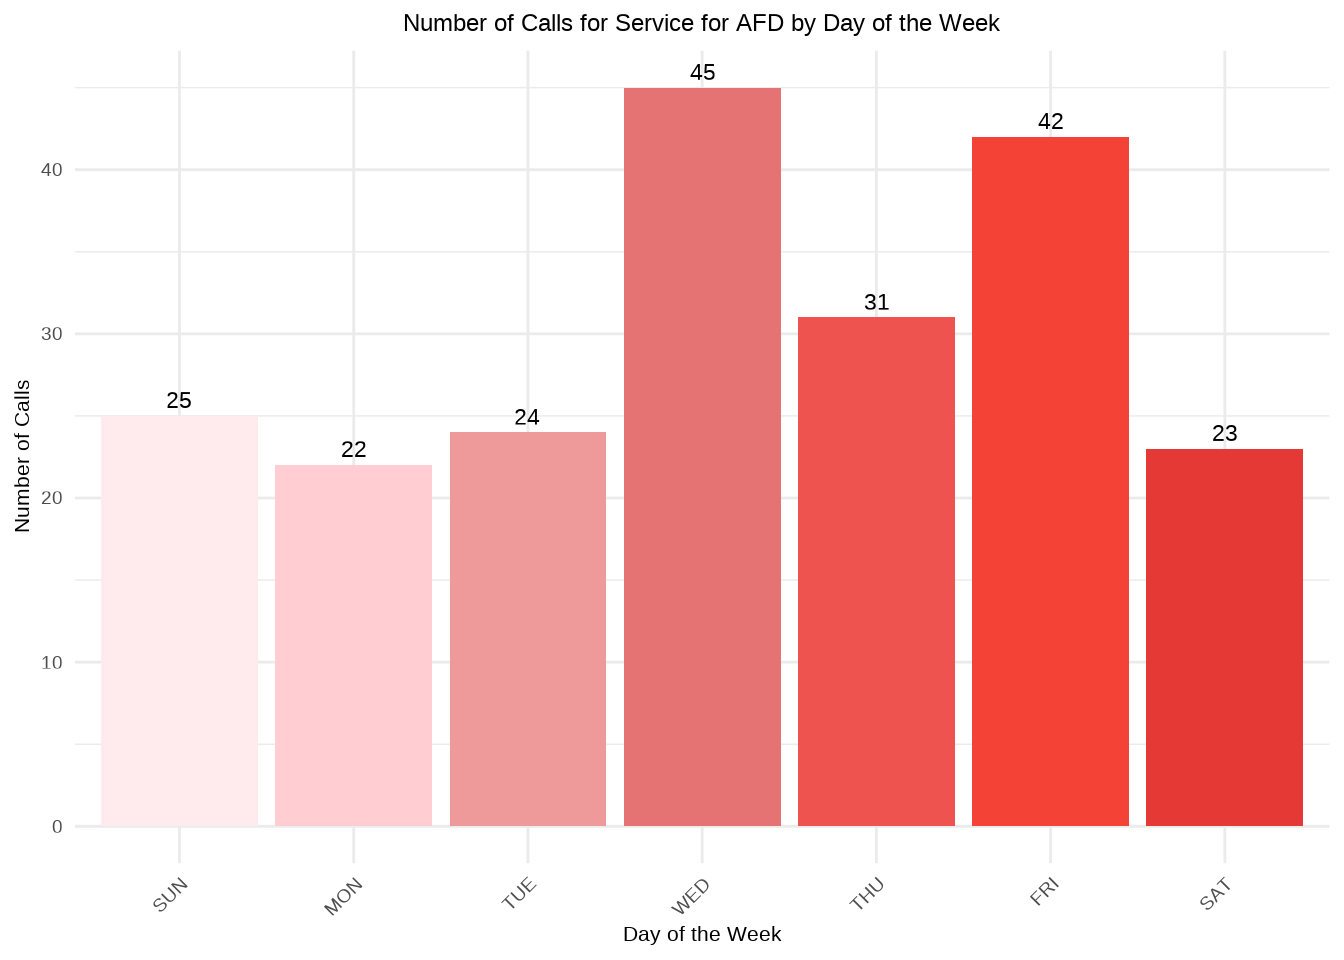 Number of Calls for Service for AFD by Day of the Week
45
42
40
31
30
25
24
23
22
20
10
0
Number of Calls
SUN
MON
TUE
WED
THU
FRI
SAT
Day of the Week